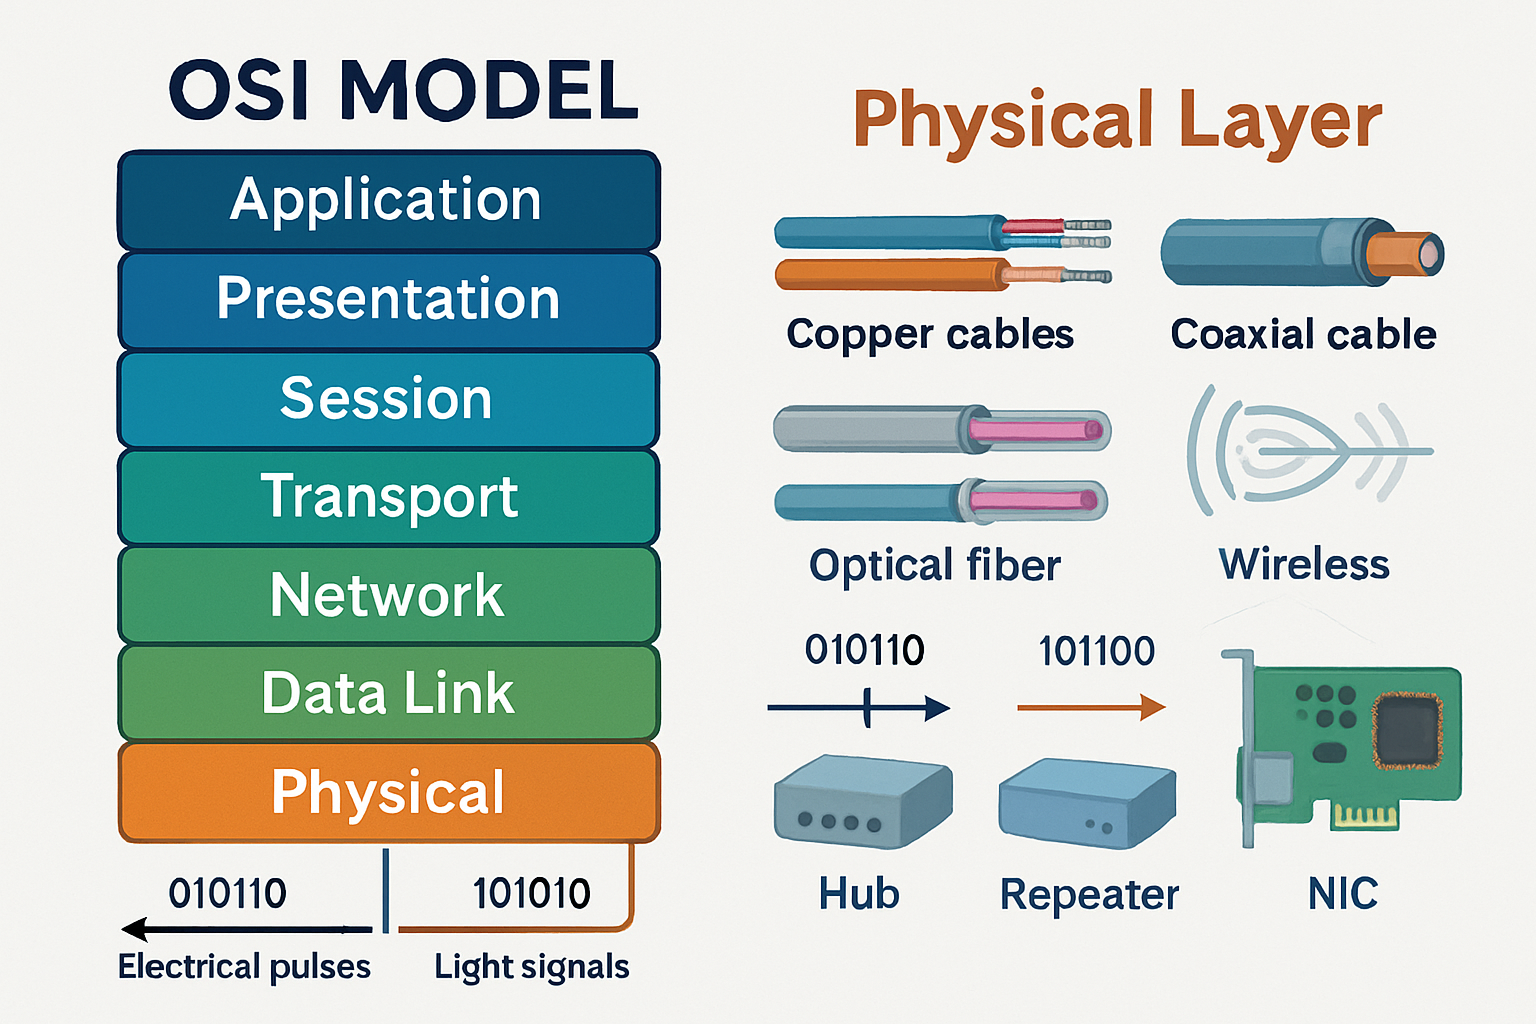 OSI MODEL
Application
Presentation
Session
Transport
Network
Data Link
Physical
010110
101010
Electrical pulses
Light signals
Physical Layer
Copper cables
Coaxial cable
Optical fiber
Wireless
010110
101100
Hub
Repeater
NIC